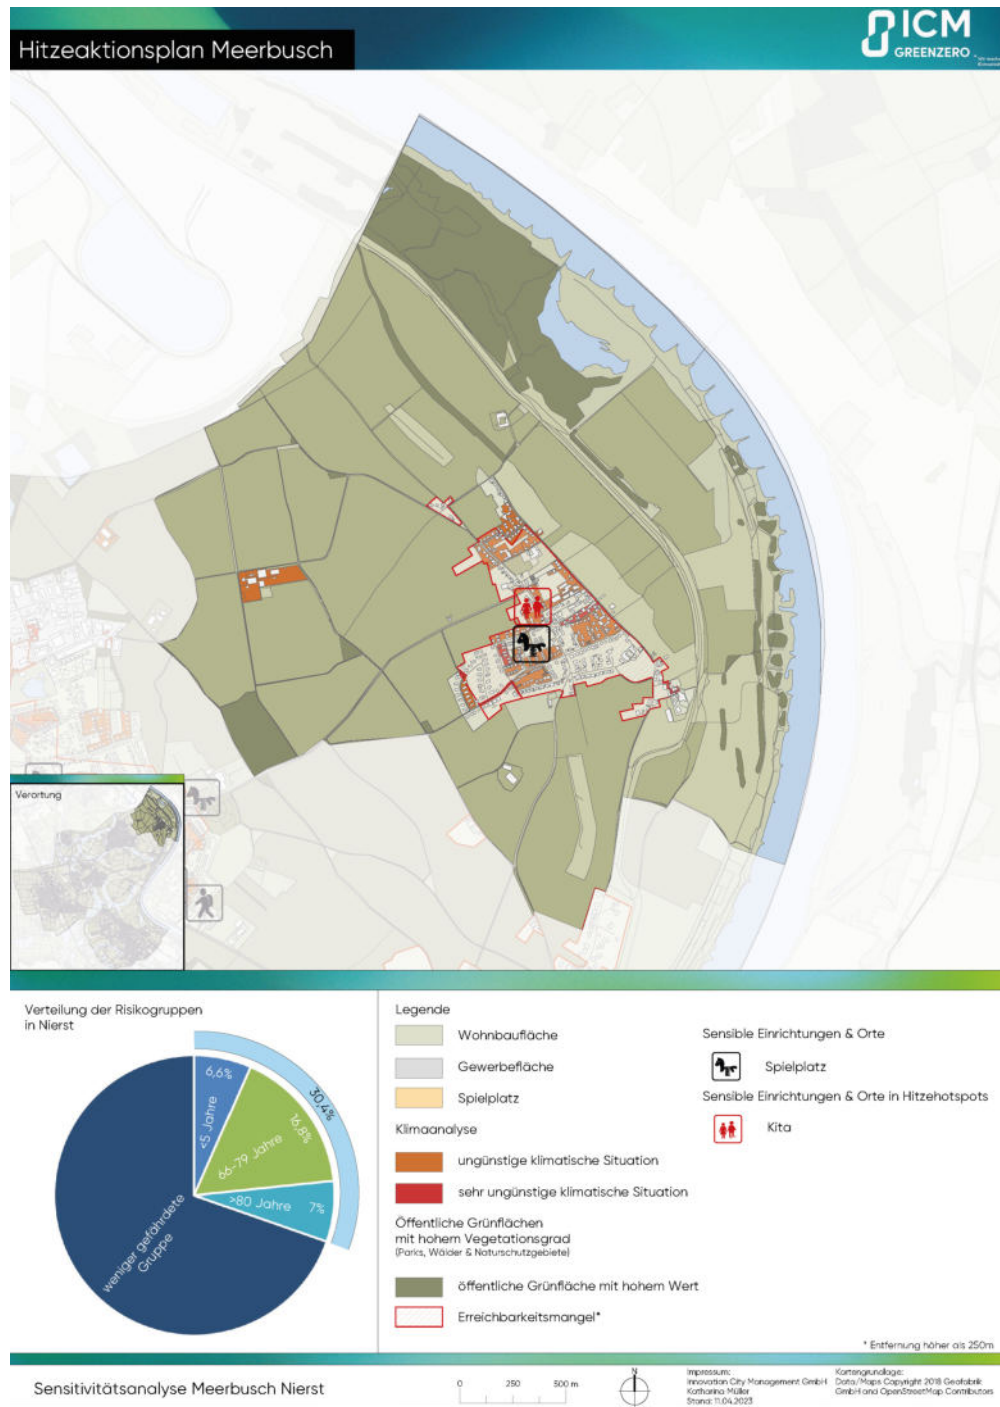 Hitzeaktionsplan Meerbusch
ICM
GREENZERO
Verortung
Verteilung der Risikogruppen
in Nierst
6,6%
<5 Jahre
16,8%
66-79 Jahre
>80 Jahre 7%
30,4%
weniger gefährdete
Gruppe
Legende
Wohnbaufläche
Gewerbefläche
Spielplatz
Klimaanalyse
ungünstige klimatische Situation
sehr ungünstige klimatische Situation
Öffentliche Grünflächen
mit hohem Vegetationsgrad
(Parks, Wälder & Naturschutzgebiete)
öffentliche Grünfläche mit hohem Wert
Erreichbarkeitsmangel*
Sensible Einrichtungen & Orte
Spielplatz
Sensible Einrichtungen & Orte in Hitzehotspots
Kita
* Entfernung höher als 250m
Sensitivitätsanalyse Meerbusch Nierst
0 250 500 m
N
Impressum:
Innovation City Management GmbH
Katharina Müller
Stand: 11.04.2023
Kartengrundlage:
Data/Maps Copyright 2018 Geofabrik
GmbH and OpenStreetMap Contributors